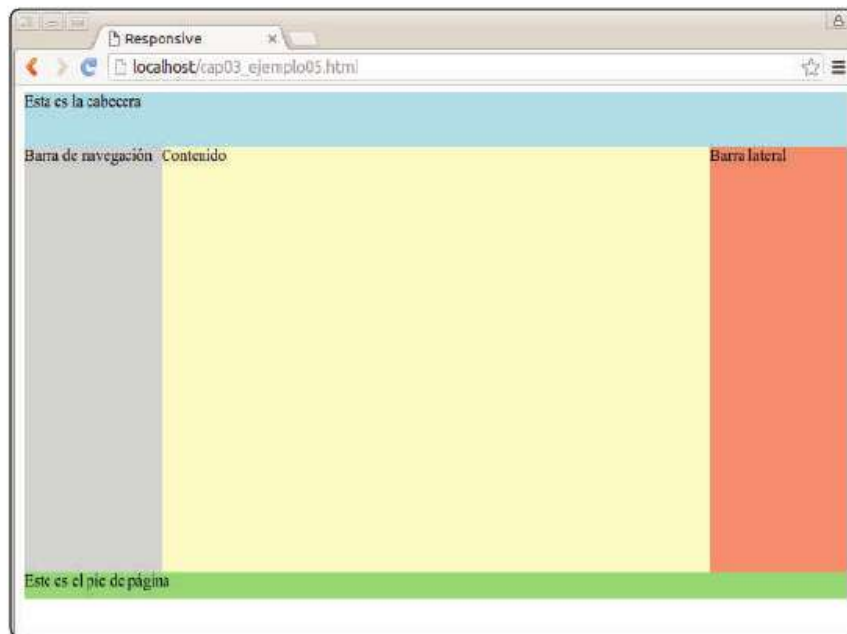 Responsive
localhost/cap03_ejemplo05.html
Esta es la cabecera
Barra de navegación Contenido Barra lateral
Este es el pie de página